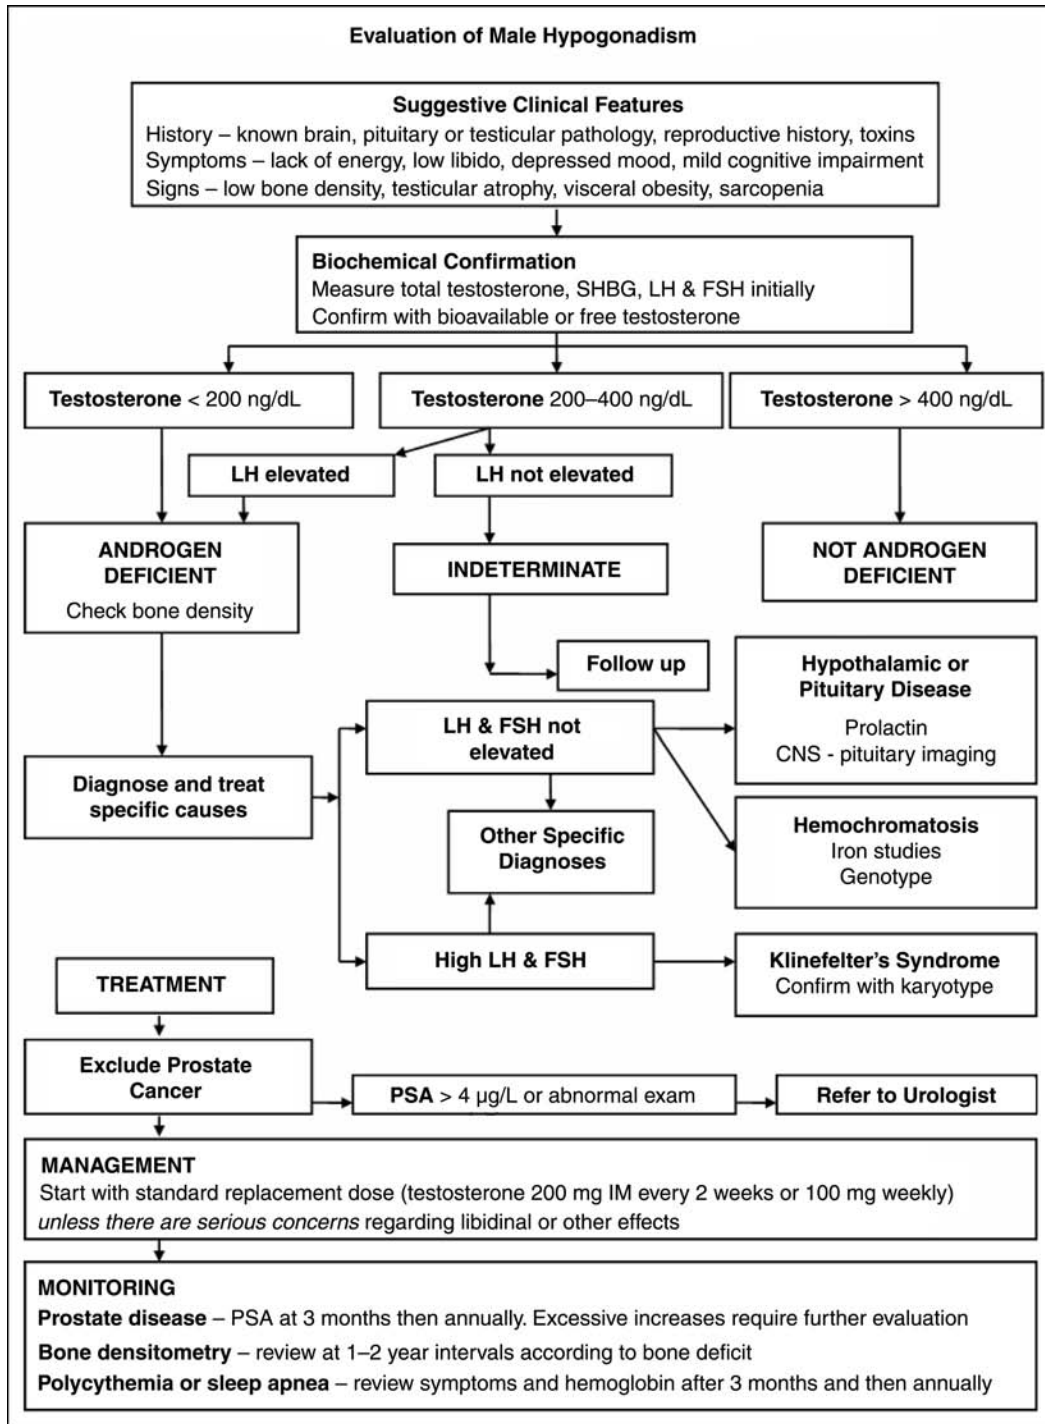 Evaluation of Male Hypogonadism
Suggestive Clinical Features
History – known brain, pituitary or testicular pathology, reproductive history, toxins
Symptoms – lack of energy, low libido, depressed mood, mild cognitive impairment
Signs – low bone density, testicular atrophy, visceral obesity, sarcopenia
Biochemical Confirmation
Measure total testosterone, SHBG, LH & FSH initially
Confirm with bioavailable or free testosterone
Testosterone < 200 ng/dL
Testosterone 200–400 ng/dL
Testosterone > 400 ng/dL
LH elevated
LH not elevated
ANDROGEN
DEFICIENT
Check bone density
INDETERMINATE
NOT ANDROGEN
DEFICIENT
Follow up
Hypothalamic or
Pituitary Disease
Prolactin
CNS - pituitary imaging
LH & FSH not
elevated
Diagnose and treat
specific causes
Other Specific
Diagnoses
Hemochromatosis
Iron studies
Genotype
High LH & FSH
Klinefelter's Syndrome
Confirm with karyotype
TREATMENT
Exclude Prostate
Cancer
PSA > 4 µg/L or abnormal exam
Refer to Urologist
MANAGEMENT
Start with standard replacement dose (testosterone 200 mg IM every 2 weeks or 100 mg weekly)
unless there are serious concerns regarding libidinal or other effects
MONITORING
Prostate disease – PSA at 3 months then annually. Excessive increases require further evaluation
Bone densitometry – review at 1–2 year intervals according to bone deficit
Polycythemia or sleep apnea – review symptoms and hemoglobin after 3 months and then annually